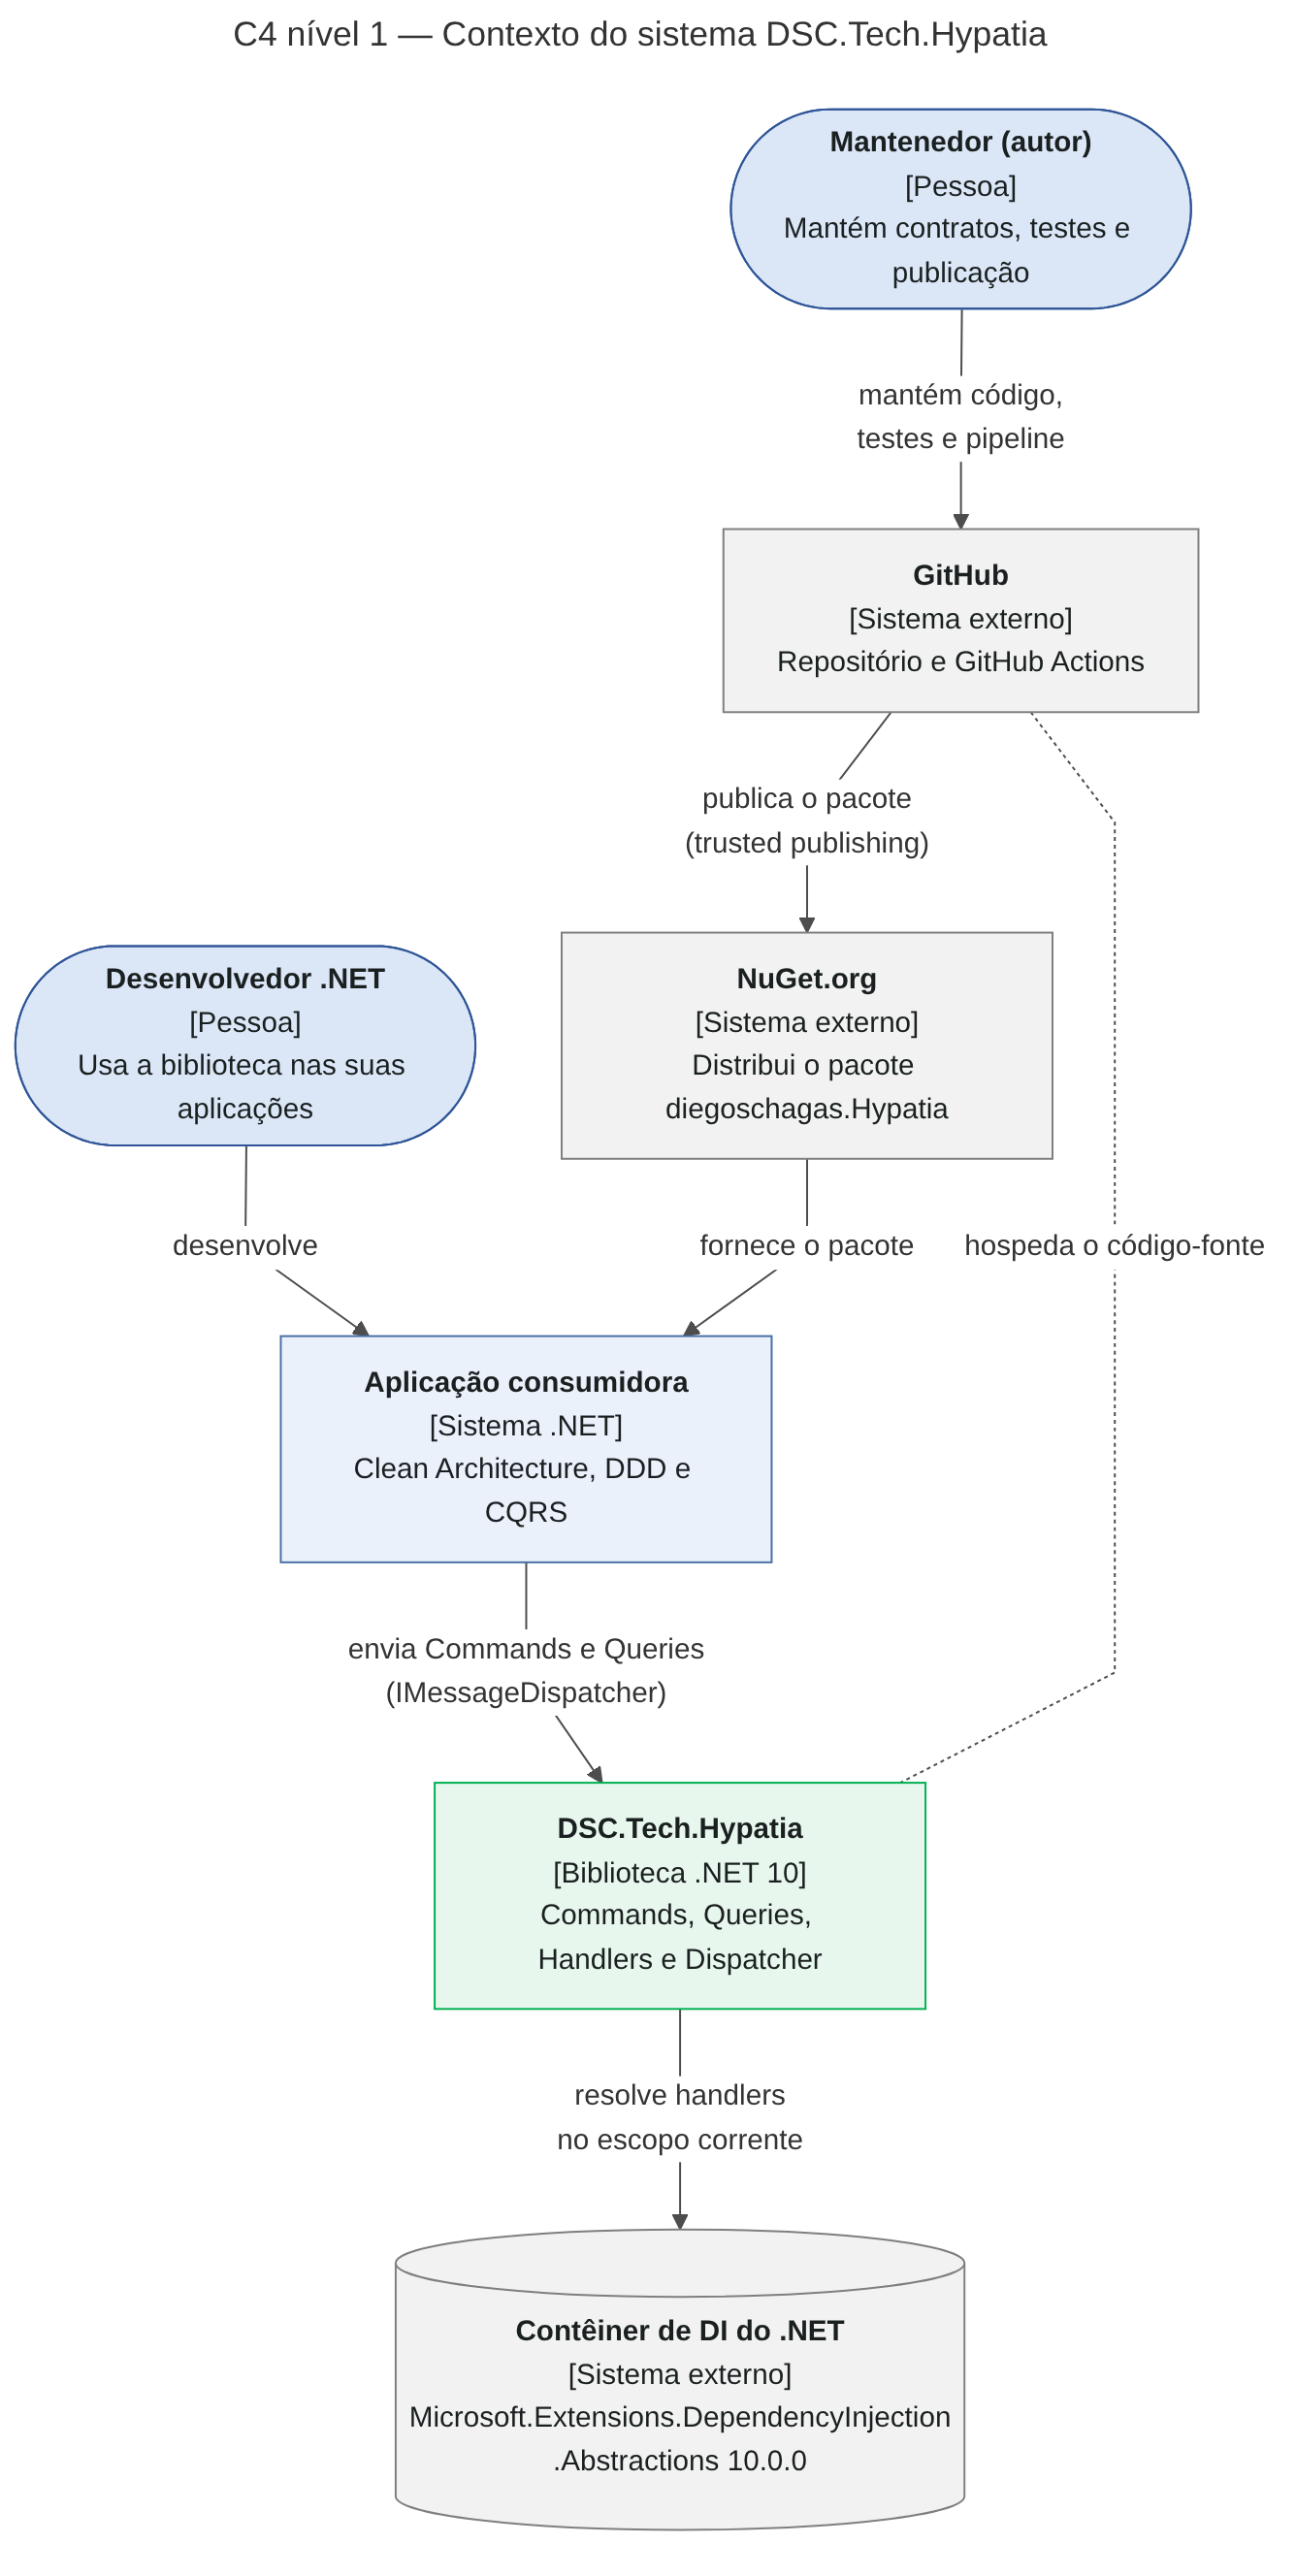 C4 nível 1 — Contexto do sistema DSC.Tech.Hypatia
Mantenedor (autor)
[Pessoa]
Mantém contratos, testes e
publicação
mantém código,
testes e pipeline
GitHub
[Sistema externo]
Repositório e GitHub Actions
publica o pacote
(trusted publishing)
Desenvolvedor .NET
[Pessoa]
Usa a biblioteca nas suas
aplicações
NuGet.org
[Sistema externo]
Distribui o pacote
diegoschagas.Hypatia
desenvolve
fornece o pacote
hospeda o código-fonte
Aplicação consumidora
[Sistema .NET]
Clean Architecture, DDD e
CQRS
envia Commands e Queries
(IMessageDispatcher)
DSC.Tech.Hypatia
[Biblioteca .NET 10]
Commands, Queries,
Handlers e Dispatcher
resolve handlers
no escopo corrente
Contêiner de DI do .NET
[Sistema externo]
Microsoft.Extensions.DependencyInjection
.Abstractions 10.0.0